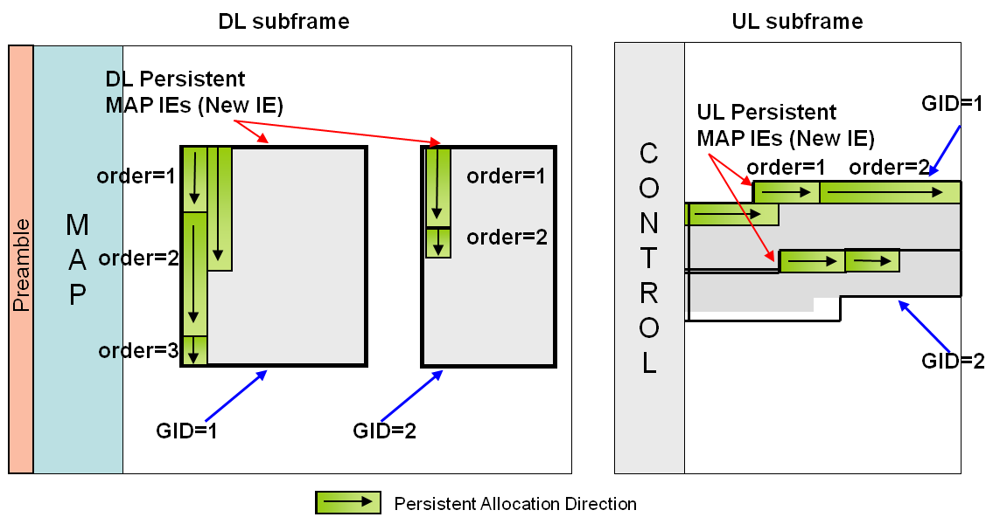 DL subframe
UL subframe
Preamble
MAP
DL Persistent
MAP IEs (New IE)
order=1
order=2
order=3
order=1
order=2
GID=1
GID=2
CONTROL
UL Persistent
MAP IEs (New IE)
order=1 order=2
GID=1
GID=2
Persistent Allocation Direction